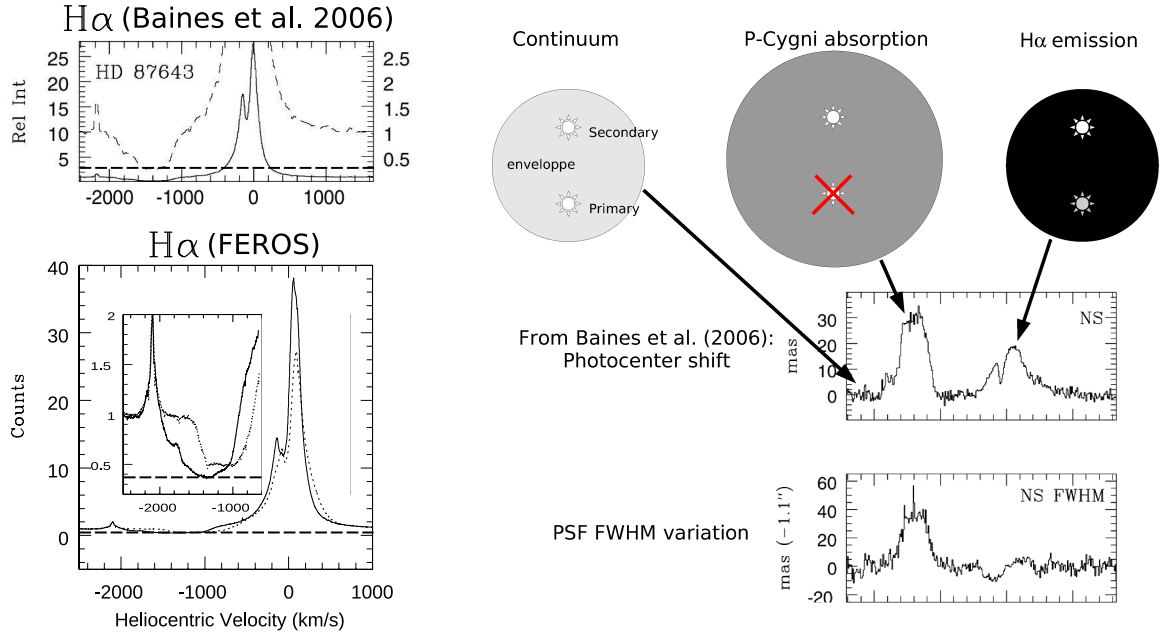 Hα (Baines et al. 2006)
HD 87643
Rel Int
25
20
15
10
5
2.5
2
1.5
1
0.5
-2000 -1000 0 1000
Hα (FEROS)
Counts
40
30
20
10
0
2
1.5
1
0.5
-2000 -1000
-2000 -1000 0 1000
Heliocentric Velocity (km/s)
Continuum
Secondary
enveloppe
Primary
P-Cygni absorption
Hα emission
From Baines et al. (2006):
Photocenter shift
NS
mas
30
20
10
0
PSF FWHM variation
NS FWHM
mas (−1.1")
60
40
20
0
-20